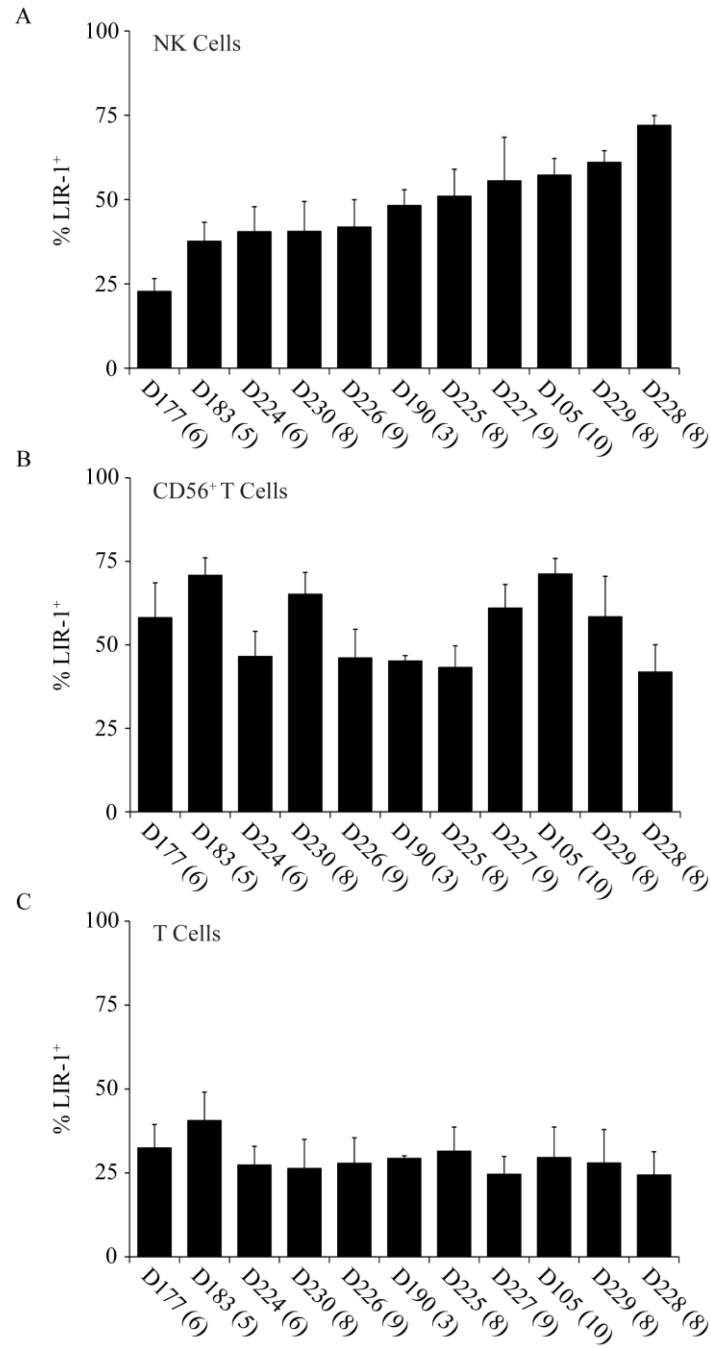 A
NK Cells
% LIR-1⁺
100
75
50
25
0
D177 (6) D183 (5) D224 (6) D230 (8) D226 (9) D190 (3) D225 (8) D227 (9) D105 (10) D229 (8) D228 (8)
B
CD56⁺ T Cells
% LIR-1⁺
100
75
50
25
0
D177 (6) D183 (5) D224 (6) D230 (8) D226 (9) D190 (3) D225 (8) D227 (9) D105 (10) D229 (8) D228 (8)
C
T Cells
% LIR-1⁺
100
75
50
25
0
D177 (6) D183 (5) D224 (6) D230 (8) D226 (9) D190 (3) D225 (8) D227 (9) D105 (10) D229 (8) D228 (8)